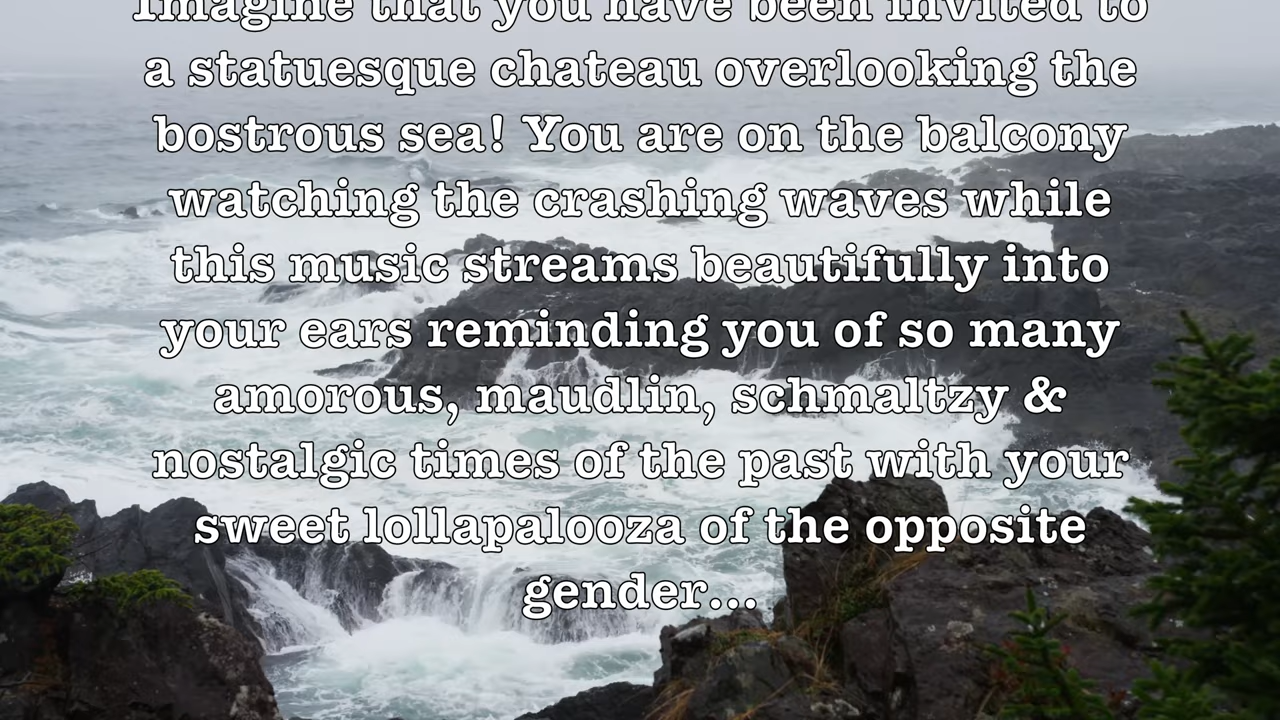 Imagine that you have been invited to
a statuesque chateau overlooking the
bostrous sea! You are on the balcony
watching the crashing waves while
this music streams beautifully into
your ears reminding you of so many
amorous, maudlin, schmaltzy &
nostalgic times of the past with your
sweet lollapalooza of the opposite
gender...